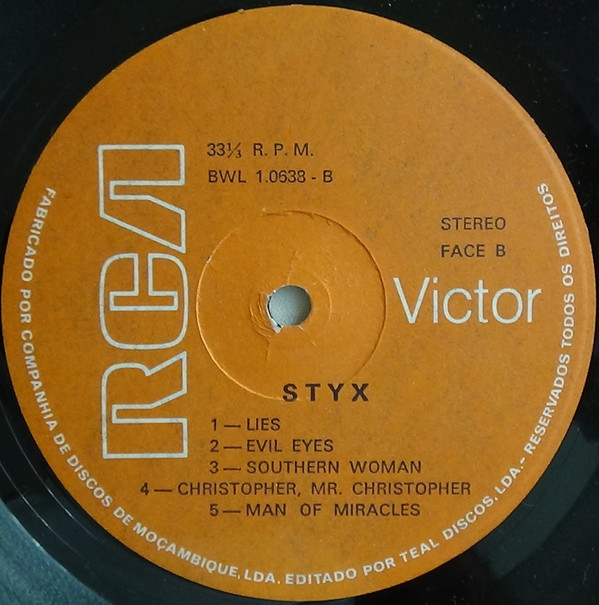 33⅓ R. P. M.
BWL 1.0638 - B
STEREO
FACE B
RCA
Victor
STYX
1 — LIES
2 — EVIL EYES
3 — SOUTHERN WOMAN
4 — CHRISTOPHER, MR. CHRISTOPHER
5 — MAN OF MIRACLES
FABRICADO POR COMPANHIA DE DISCOS DE MOÇAMBIQUE, LDA. EDITADO POR TEAL DISCOS, LDA.- RESERVADOS TODOS OS DIREITOS